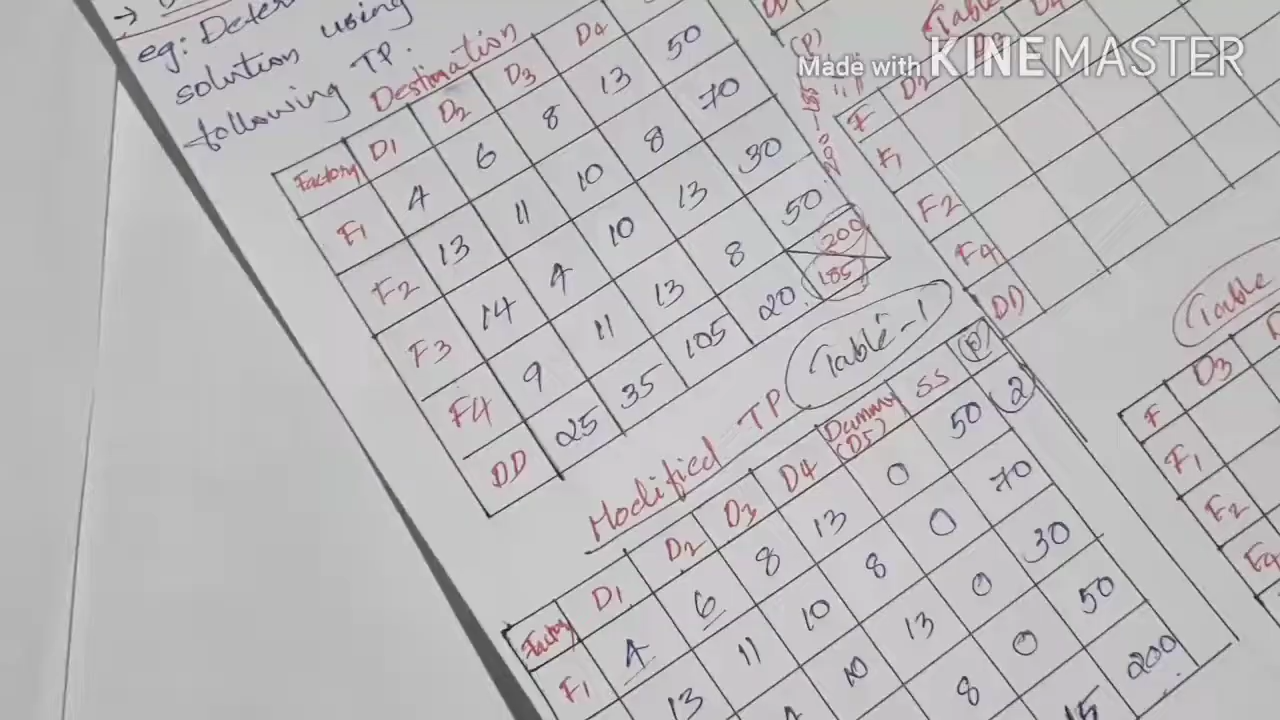 eg: Deter
solution using
following TP.
Destination
Factory D1 D2 D3 D4
F1 4 6 8 13 50
F2 13 11 10 8 70
F3 14 4 10 13 30
F4 9 11 13 8 50
DD 25 35 105 20 200
185
Modified TP Table-1
Factory D1 D2 D3 D4 Dummy (D5) SS (P)
F1 4 6 8 13 0 50 2
13 11 10 8 0 70
4 10 13 0 30
8 0 50
15 200
Table
D2 D3 D4
F
F1
F2
F4
DD
Table
F D3
F1
F2
F4
Made with KINEMASTER